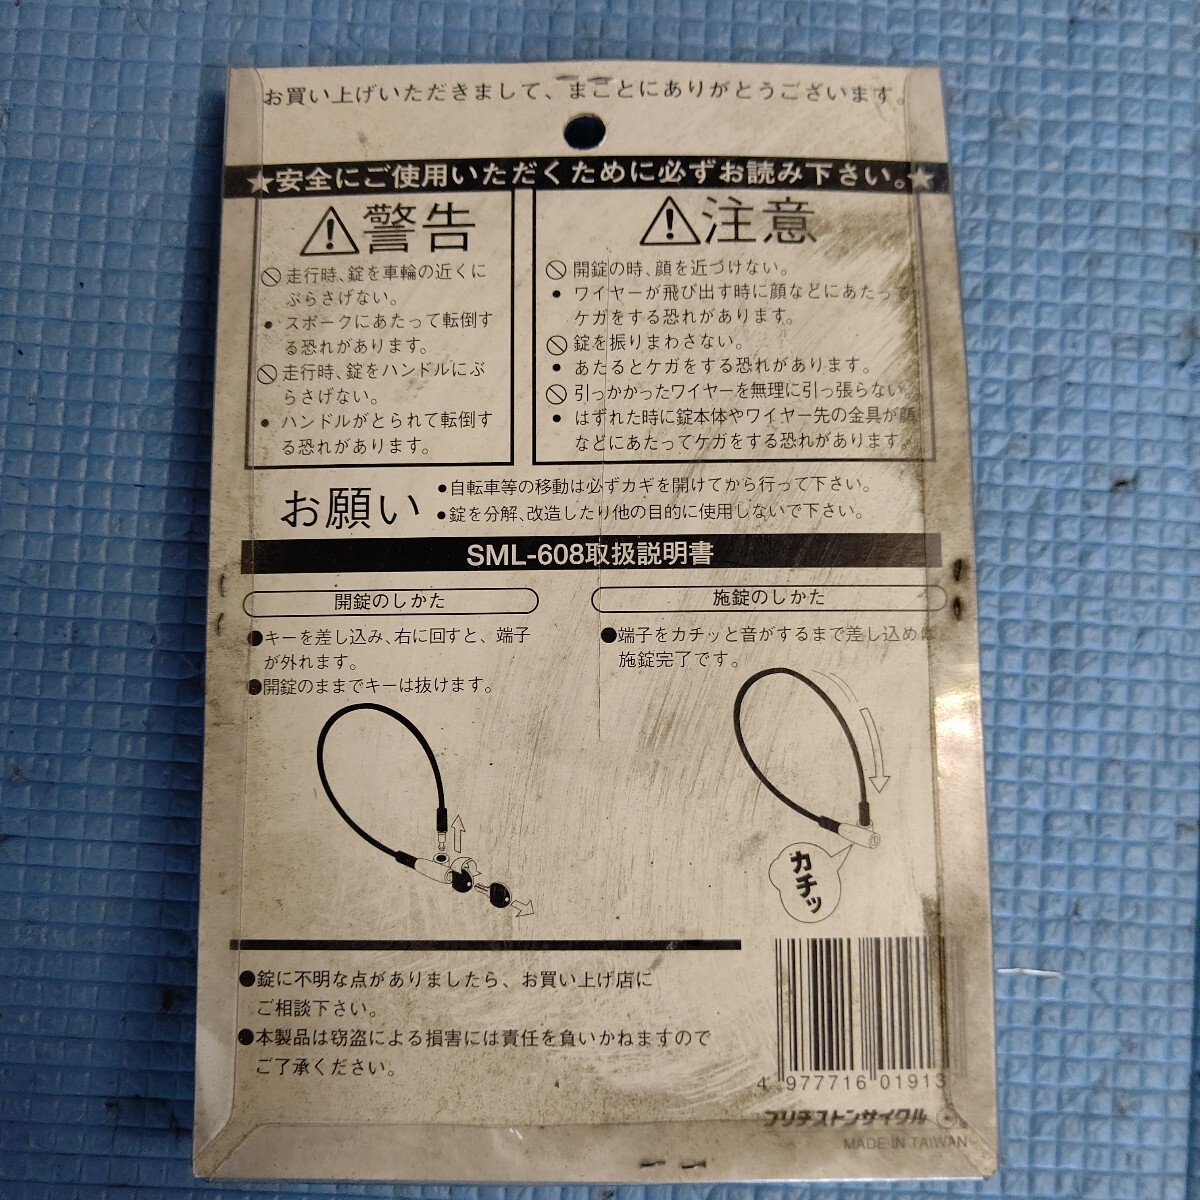 お買い上げいただきまして、まことにありがとうございます。
★安全にご使用いただくために必ずお読み下さい。★
警告
走行時、錠を車輪の近くに
ぶらさげない。
●スポークにあたって転倒す
る恐れがあります。
走行時、錠をハンドルにぶ
らさげない。
●ハンドルがとられて転倒す
る恐れがあります。
注意
開錠の時、顔を近づけない。
●ワイヤーが飛び出す時に顔などにあたって
ケガをする恐れがあります。
錠を振りまわさない。
●あたるとケガをする恐れがあります。
引っかかったワイヤーを無理に引っ張らない。
●はずれた時に錠本体やワイヤー先の金具が顔
などにあたってケガをする恐れがあります。
お願い
●自転車等の移動は必ずカギを開けてから行って下さい。
●錠を分解、改造したり他の目的に使用しないで下さい。
SML-608取扱説明書
開錠のしかた
●キーを差し込み、右に回すと、端子
が外れます。
●開錠のままでキーは抜けます。
施錠のしかた
●端子をカチッと音がするまで差し込めば、
施錠完了です。
カチッ
●錠に不明な点がありましたら、お買い上げ店に
ご相談下さい。
●本製品は窃盗による損害には責任を負いかねますので
ご了承ください。
4 977716 01913
ブリヂストンサイクル
MADE IN TAIWAN